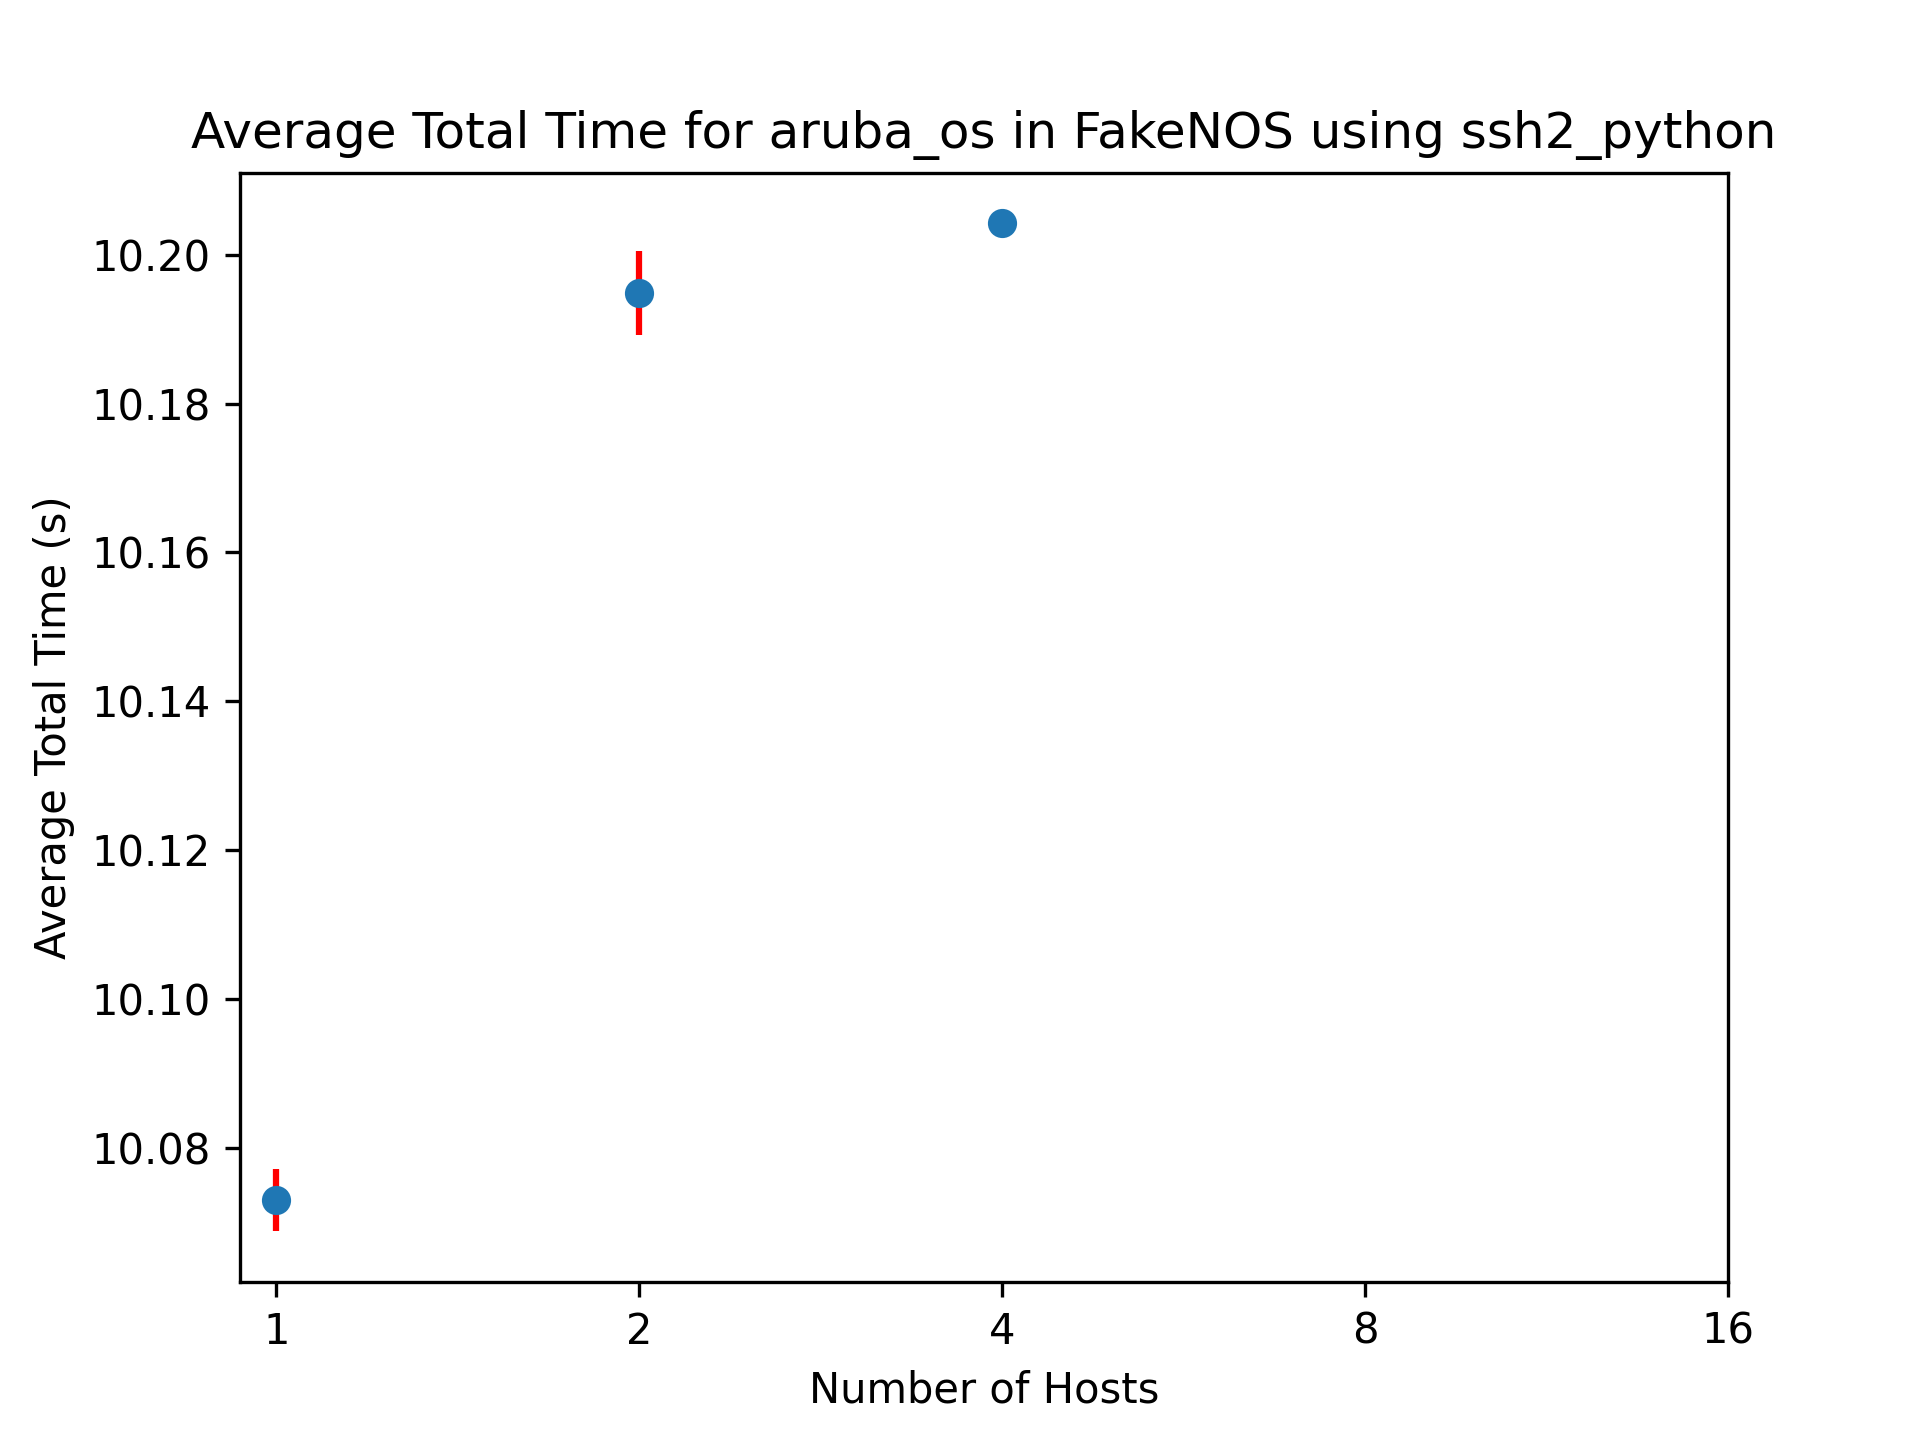 Average Total Time for aruba_os in FakeNOS using ssh2_python
10.20
10.18
10.16
10.14
10.12
10.10
10.08
Average Total Time (s)
1 2 4 8 16
Number of Hosts